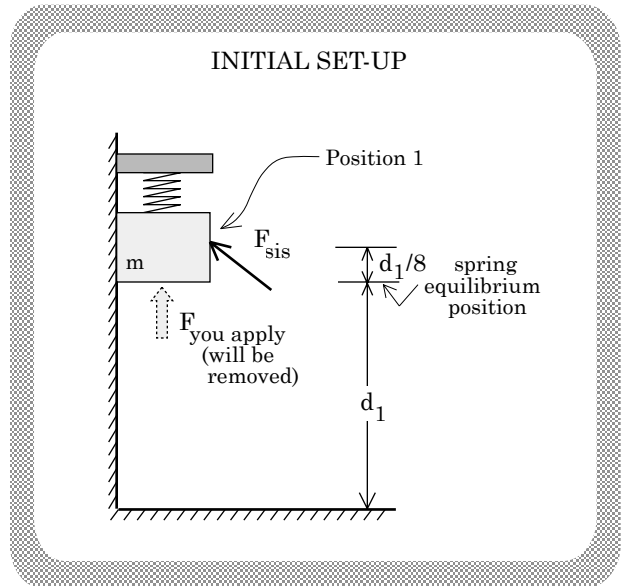 INITIAL SET-UP
Position 1
F_sis
m
d_1/8
spring
equilibrium
position
F_you apply
(will be
removed)
d_1